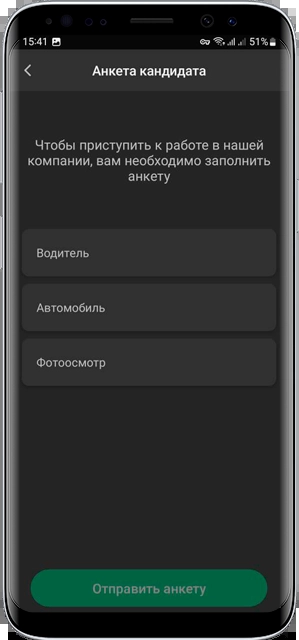 15:41 51%
Анкета кандидата
Чтобы приступить к работе в нашей
компании, вам необходимо заполнить
анкету
Водитель
Автомобиль
Фотоосмотр
Отправить анкету